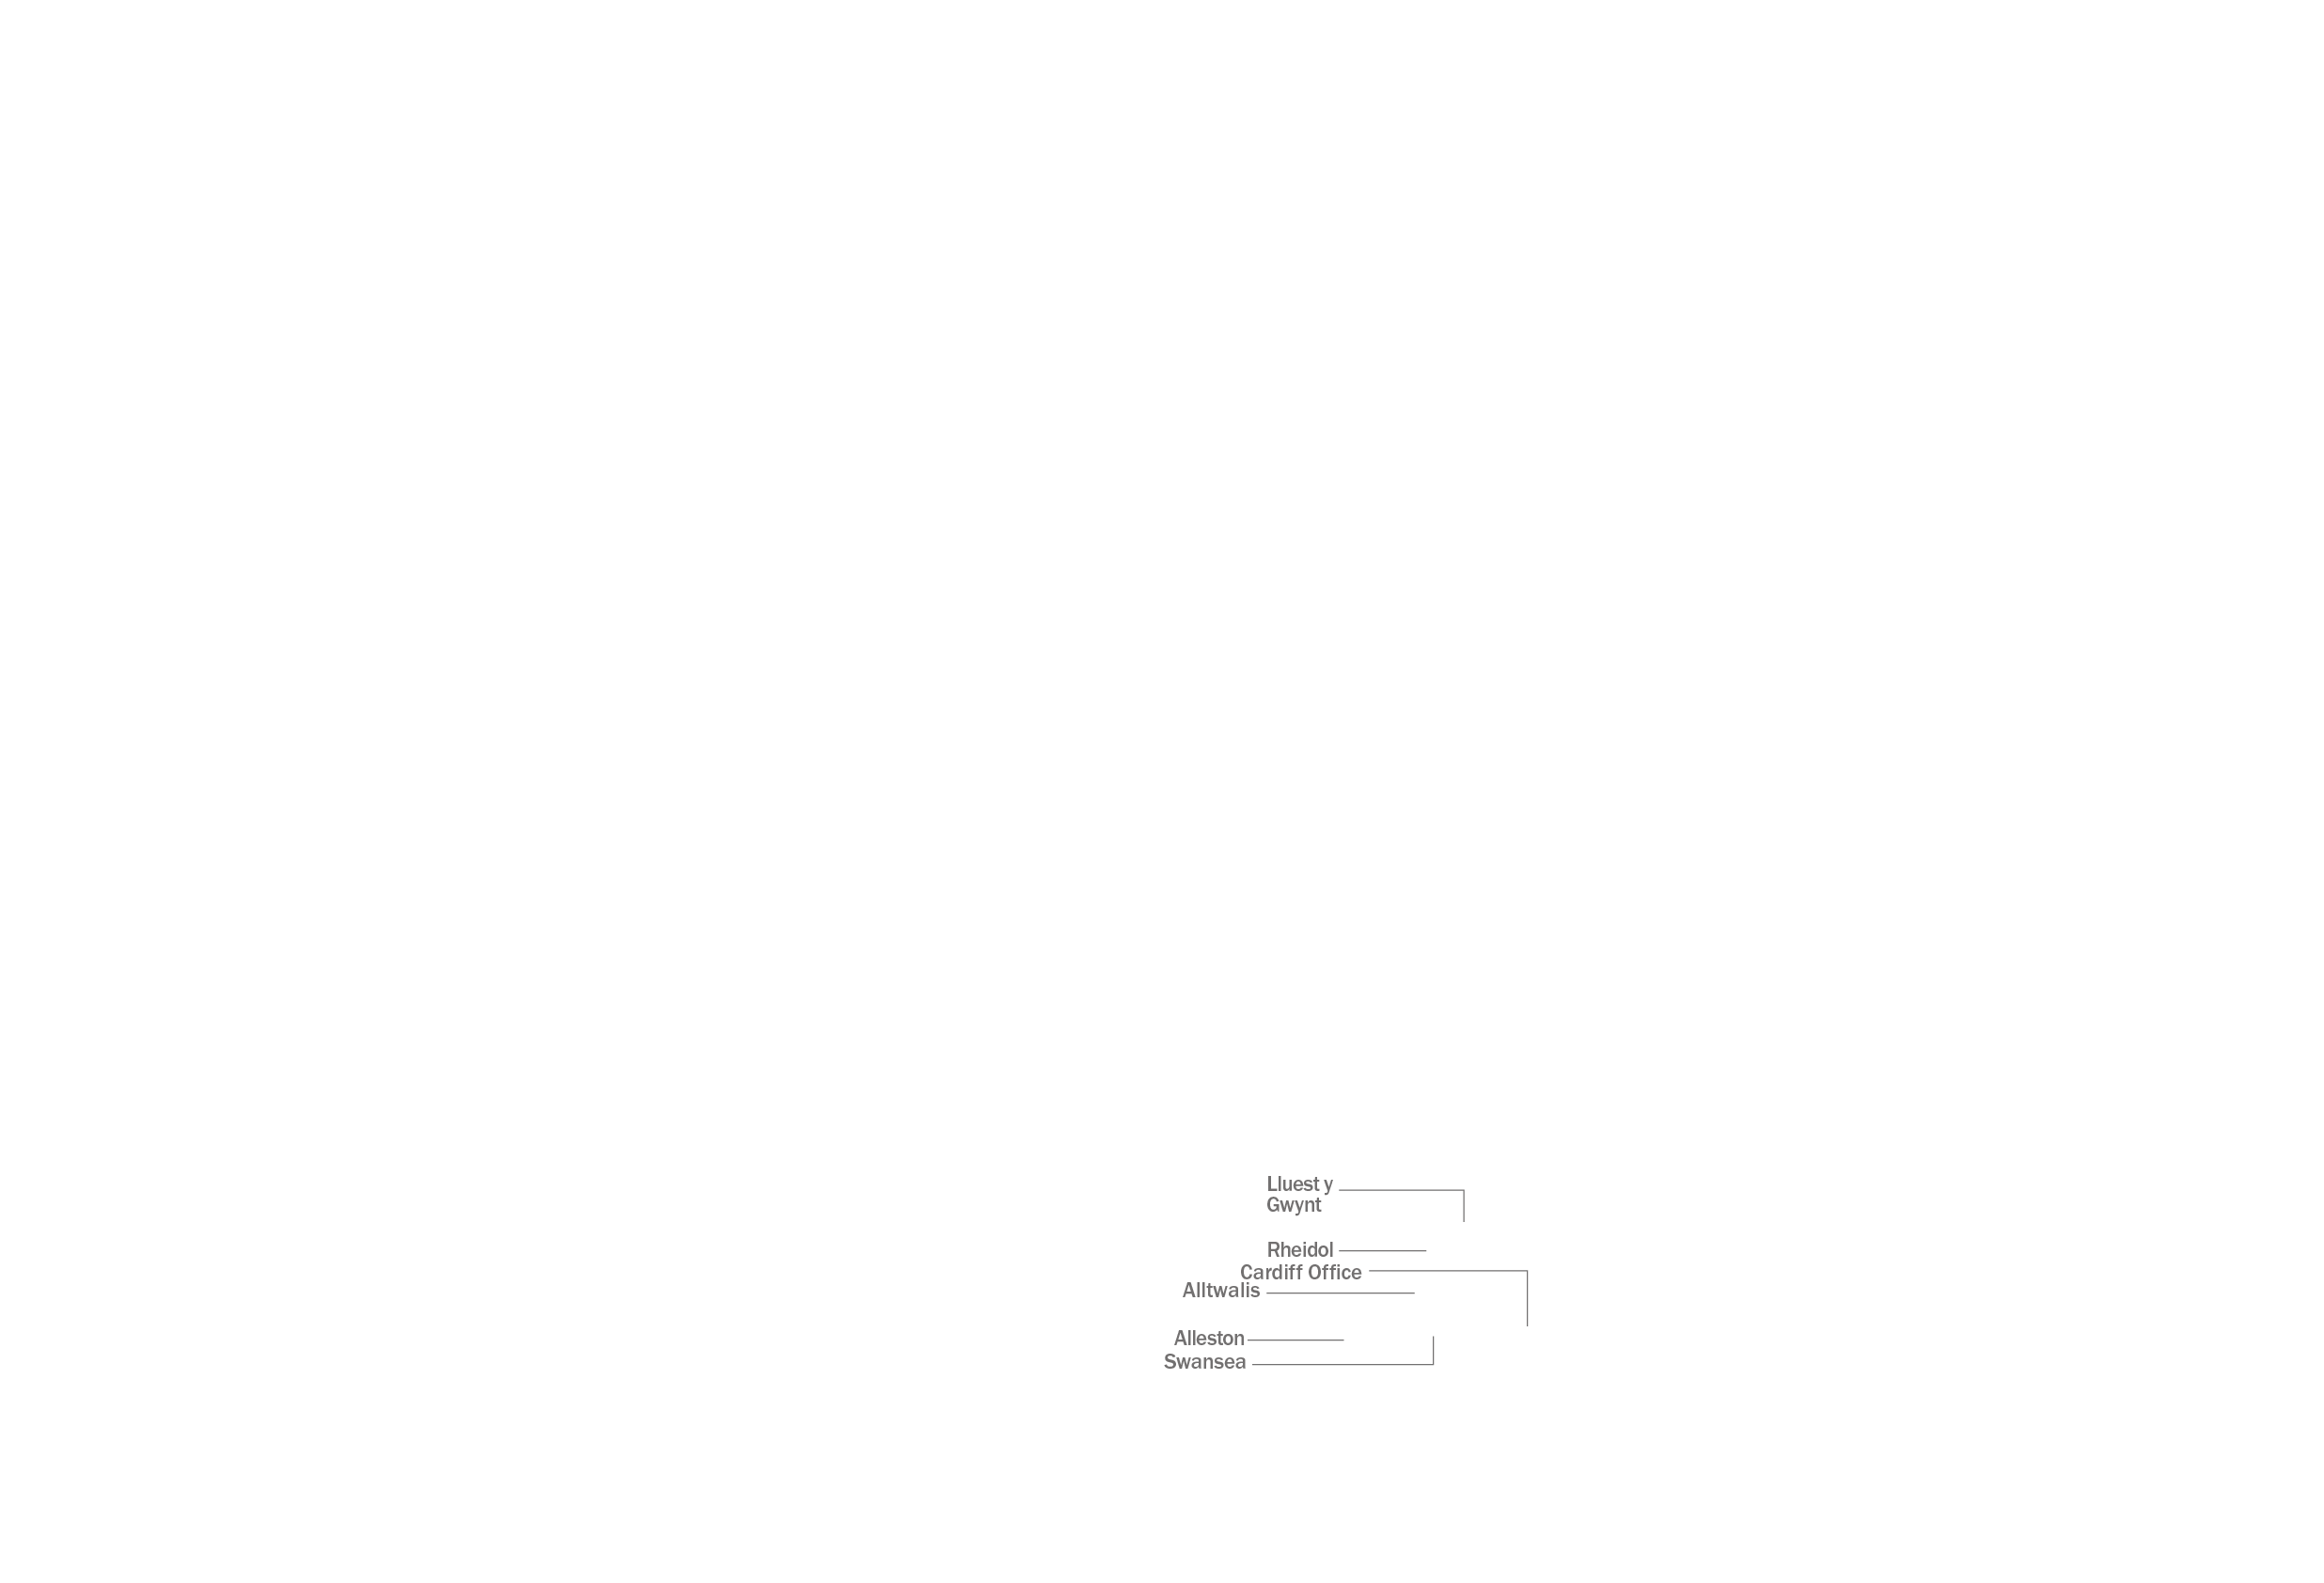 Lluest y
Gwynt
Rheidol
Cardiff Office
Alltwalis
Alleston
Swansea